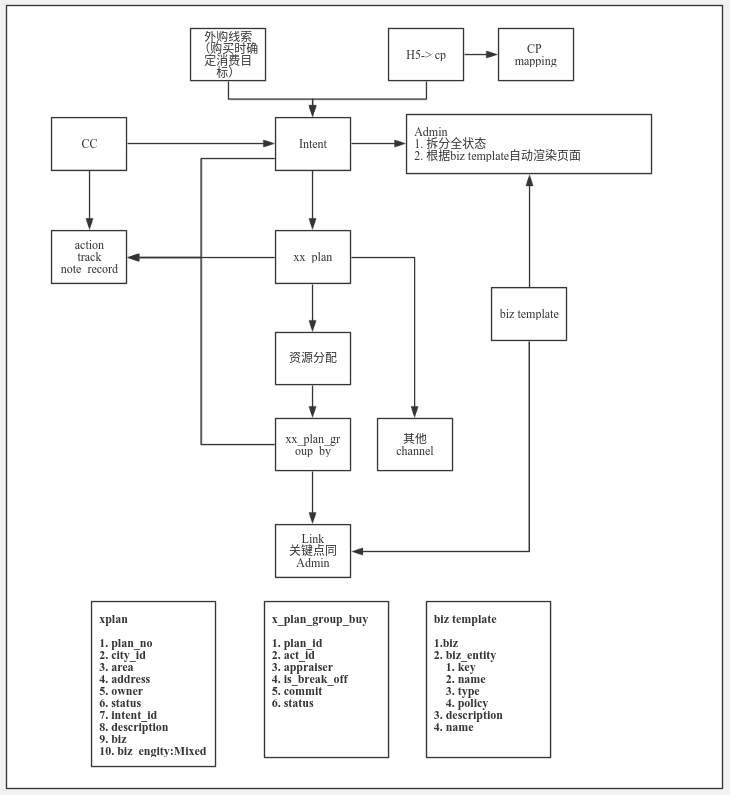 外购线索
（购买时确
定消费目
标）
H5-> cp
CP
mapping
CC
Intent
Admin
1. 拆分全状态
2. 根据biz template自动渲染页面
action
track
note record
xx plan
biz template
资源分配
xx_plan_gr
oup by
其他
channel
Link
关键点同
Admin
xplan
1. plan_no
2. city_id
3. area
4. address
5. owner
6. status
7. intent_id
8. description
9. biz
10. biz_engity:Mixed
x_plan_group_buy
1. plan_id
2. act_id
3. appraiser
4. is_break_off
5. commit
6. status
biz template
1.biz
2. biz_entity
1. key
2. name
3. type
4. policy
3. description
4. name